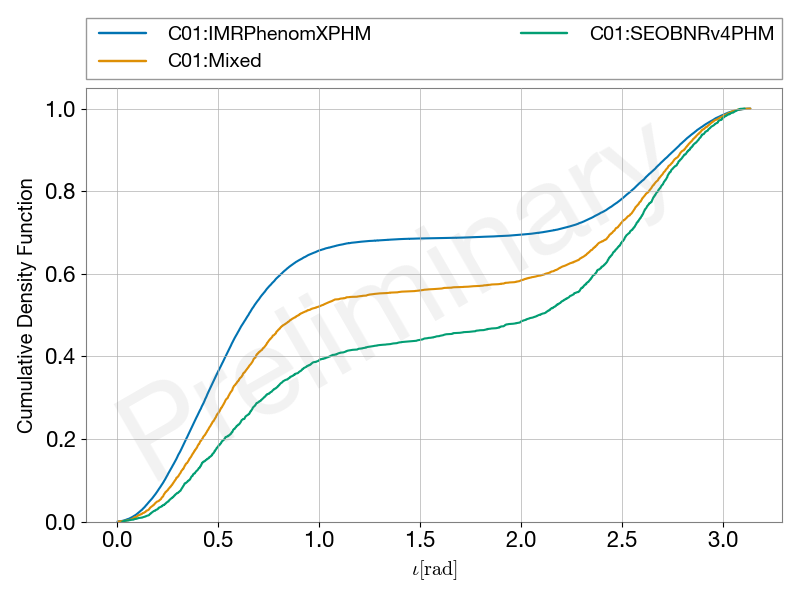 C01:IMRPhenomXPHM
C01:Mixed
C01:SEOBNRv4PHM
Preliminary
Cumulative Density Function
1.0
0.8
0.6
0.4
0.2
0.0
0.0 0.5 1.0 1.5 2.0 2.5 3.0
ι[rad]